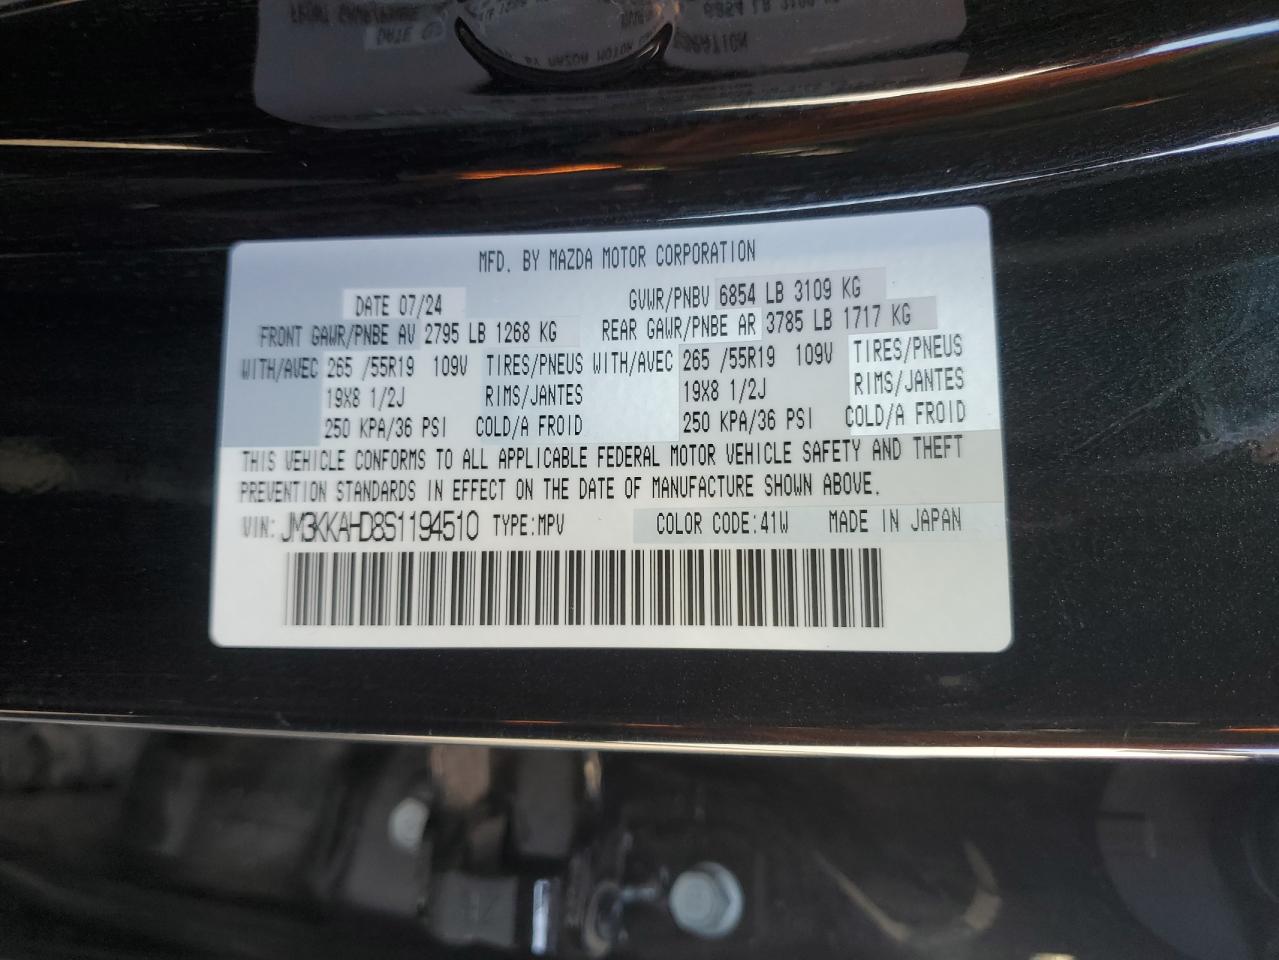 MFD. BY MAZDA MOTOR CORPORATION
DATE 07/24 GVWR/PNBV 6854 LB 3109 KG
FRONT GAWR/PNBE AV 2795 LB 1268 KG REAR GAWR/PNBE AR 3785 LB 1717 KG
WITH/AVEC 265 /55R19 109V TIRES/PNEUS WITH/AVEC 265 /55R19 109V TIRES/PNEUS
19X8 1/2J RIMS/JANTES 19X8 1/2J RIMS/JANTES
250 KPA/36 PSI COLD/A FROID 250 KPA/36 PSI COLD/A FROID
THIS VEHICLE CONFORMS TO ALL APPLICABLE FEDERAL MOTOR VEHICLE SAFETY AND THEFT
PREVENTION STANDARDS IN EFFECT ON THE DATE OF MANUFACTURE SHOWN ABOVE.
VIN: JM3KKAHD8S1194510 TYPE:MPV COLOR CODE:41W MADE IN JAPAN